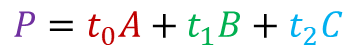 P = t₀A + t₁B + t₂C